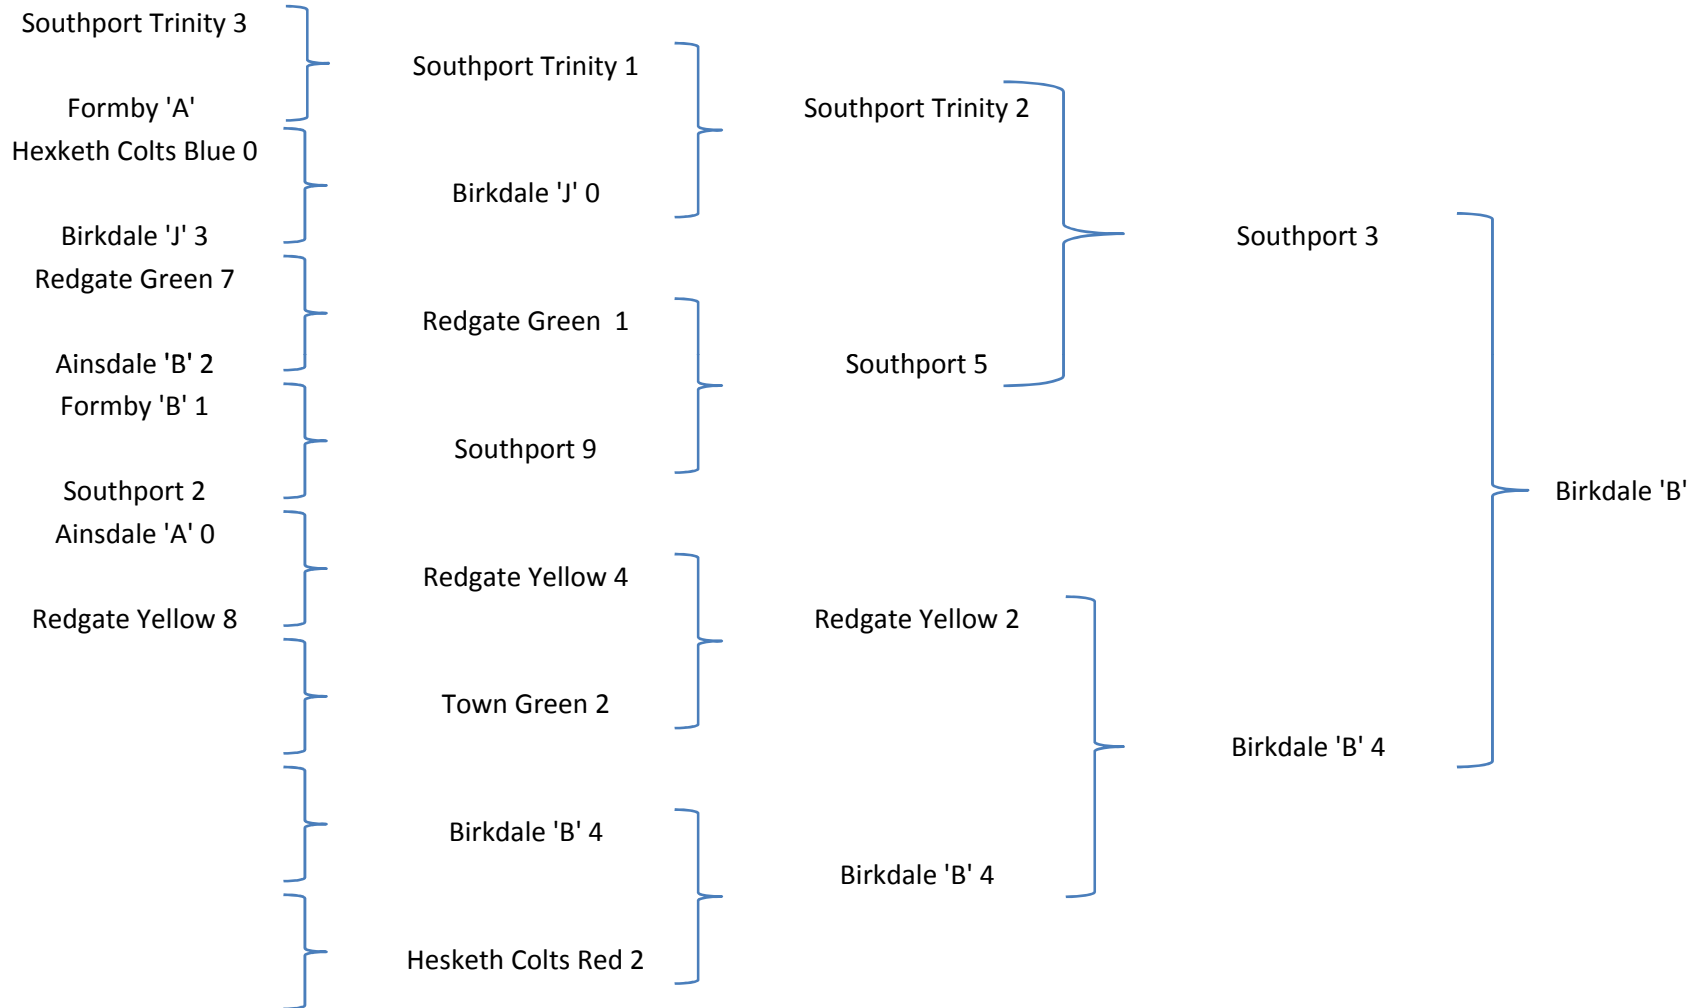 Southport Trinity 3
Formby 'A'
Hexketh Colts Blue 0
Birkdale 'J' 3
Redgate Green 7
Ainsdale 'B' 2
Formby 'B' 1
Southport 2
Ainsdale 'A' 0
Redgate Yellow 8
Southport Trinity 1
Birkdale 'J' 0
Redgate Green  1
Southport 9
Redgate Yellow 4
Town Green 2
Birkdale 'B' 4
Hesketh Colts Red 2
Southport Trinity 2
Southport 5
Redgate Yellow 2
Birkdale 'B' 4
Southport 3
Birkdale 'B' 4
Birkdale 'B'